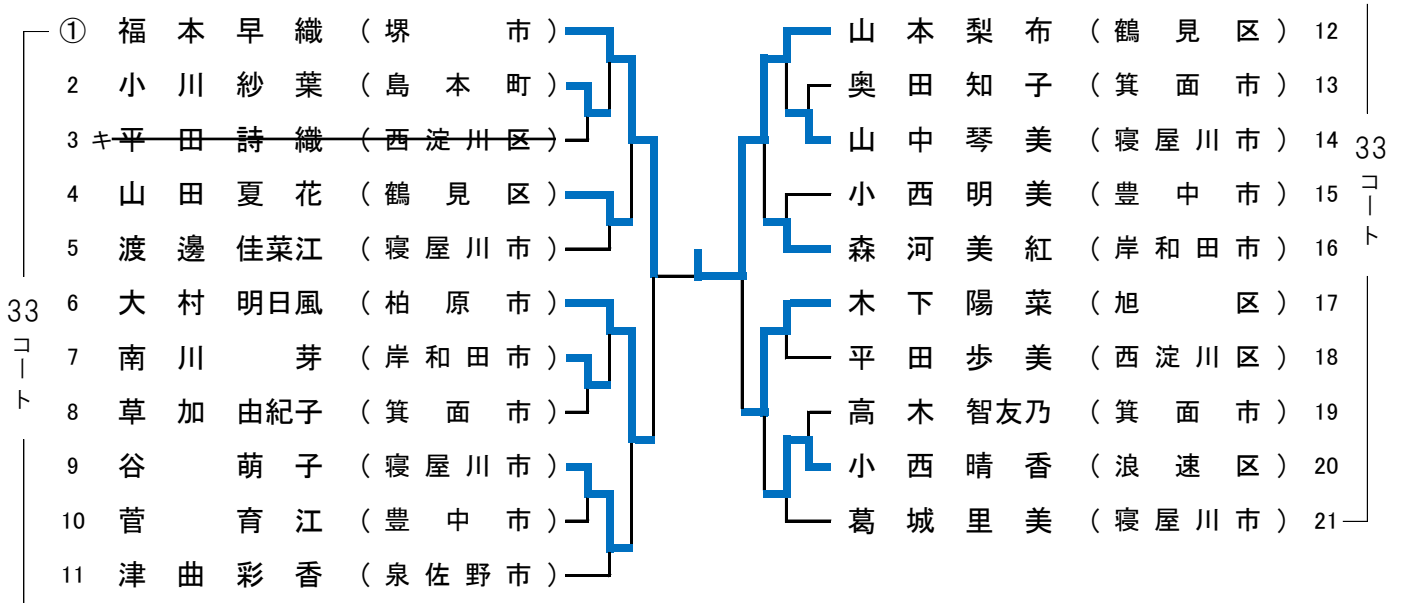 ① 福本早織 (堺市)
2 小川紗葉 (島本町)
3 キ 平田詩織 (西淀川区)
4 山田夏花 (鶴見区)
5 渡邊佳菜江 (寝屋川市)
6 大村明日風 (柏原市)
7 南川芽 (岸和田市)
8 草加由紀子 (箕面市)
9 谷萌子 (寝屋川市)
10 菅育江 (豊中市)
11 津曲彩香 (泉佐野市)
33コート
山本梨布 (鶴見区) 12
奥田知子 (箕面市) 13
山中琴美 (寝屋川市) 14
小西明美 (豊中市) 15
森河美紅 (岸和田市) 16
木下陽菜 (旭区) 17
平田歩美 (西淀川区) 18
高木智友乃 (箕面市) 19
小西晴香 (浪速区) 20
葛城里美 (寝屋川市) 21
33コート